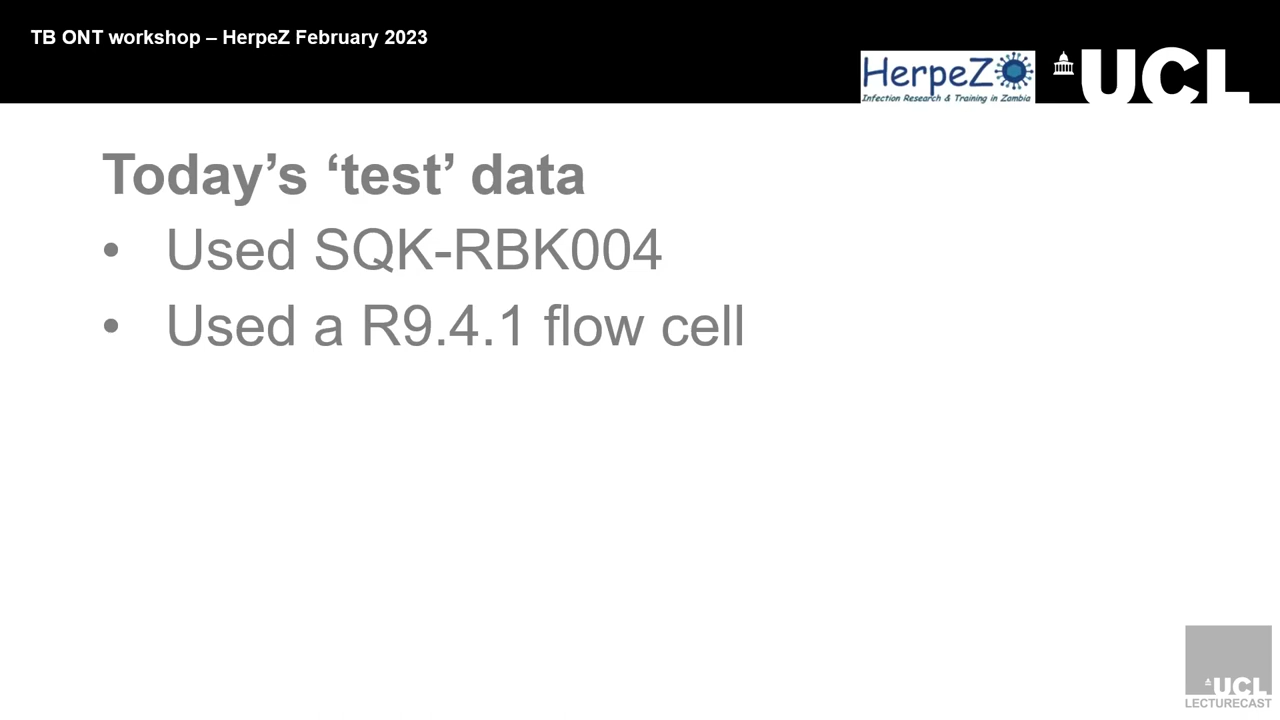 TB ONT workshop – HerpeZ February 2023
HerpeZ
Infection Research & Training in Zambia
UCL
Today’s ‘test’ data
• Used SQK-RBK004
• Used a R9.4.1 flow cell
UCL
LECTURECAST